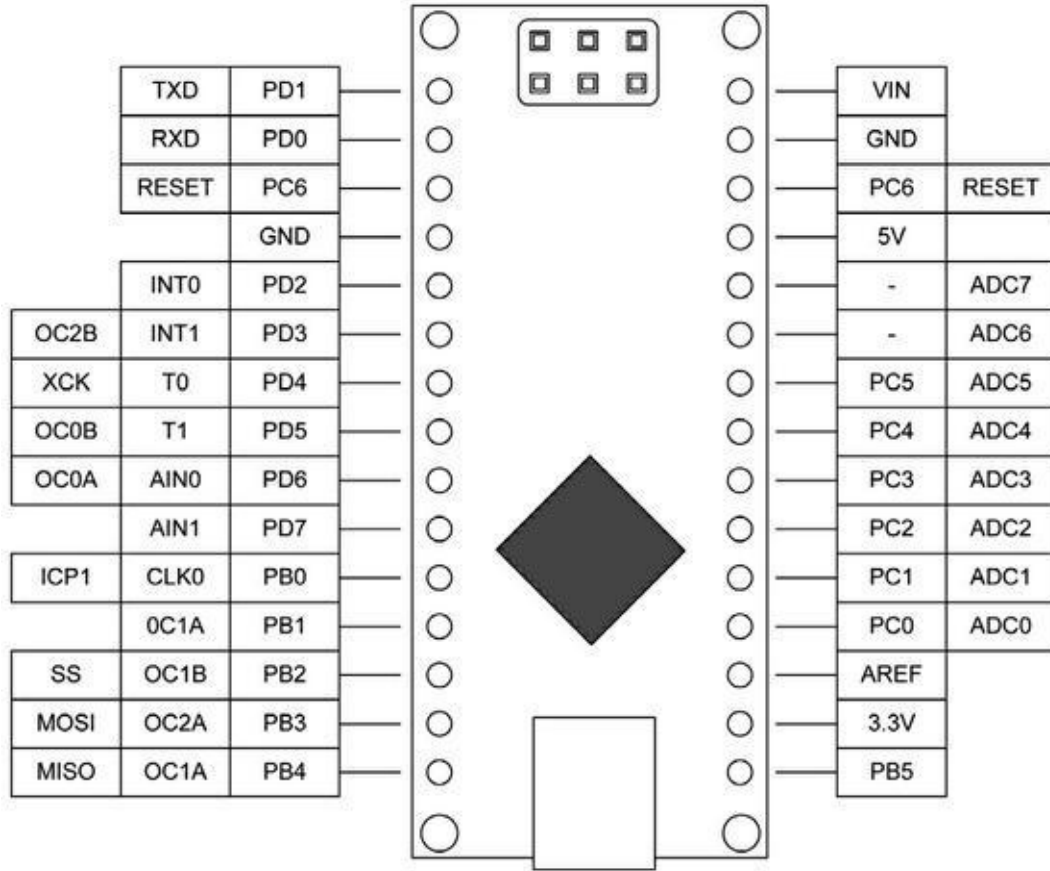 TXD PD1 VIN
RXD PD0 GND
RESET PC6 PC6 RESET
GND 5V
INT0 PD2 - ADC7
OC2B INT1 PD3 - ADC6
XCK T0 PD4 PC5 ADC5
OC0B T1 PD5 PC4 ADC4
OC0A AIN0 PD6 PC3 ADC3
AIN1 PD7 PC2 ADC2
ICP1 CLK0 PB0 PC1 ADC1
0C1A PB1 PC0 ADC0
SS OC1B PB2 AREF
MOSI OC2A PB3 3.3V
MISO OC1A PB4 PB5